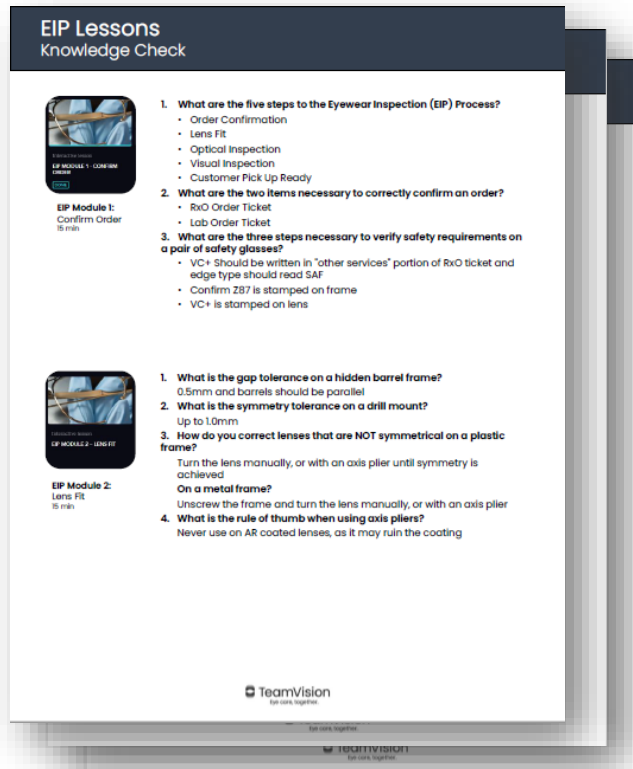 EIP Lessons
Knowledge Check
Interactive lesson
EIP MODULE 1 - CONFIRM
ORDER
EIP Module 1:
Confirm Order
15 min
1. What are the five steps to the Eyewear Inspection (EIP) Process?
• Order Confirmation
• Lens Fit
• Optical Inspection
• Visual Inspection
• Customer Pick Up Ready
2. What are the two items necessary to correctly confirm an order?
• RxO Order Ticket
• Lab Order Ticket
3. What are the three steps necessary to verify safety requirements on
a pair of safety glasses?
• VC+ Should be written in "other services" portion of RxO ticket and
edge type should read SAF
• Confirm Z87 is stamped on frame
• VC+ is stamped on lens
Interactive lesson
EIP MODULE 2 - LENS FIT
EIP Module 2:
Lens Fit
15 min
1. What is the gap tolerance on a hidden barrel frame?
0.5mm and barrels should be parallel
2. What is the symmetry tolerance on a drill mount?
Up to 1.0mm
3. How do you correct lenses that are NOT symmetrical on a plastic
frame?
Turn the lens manually, or with an axis plier until symmetry is
achieved
On a metal frame?
Unscrew the frame and turn the lens manually, or with an axis plier
4. What is the rule of thumb when using axis pliers?
Never use on AR coated lenses, as it may ruin the coating
TeamVision
Eye care, together.
Eye care, together.
TeamVision
Eye care, together.